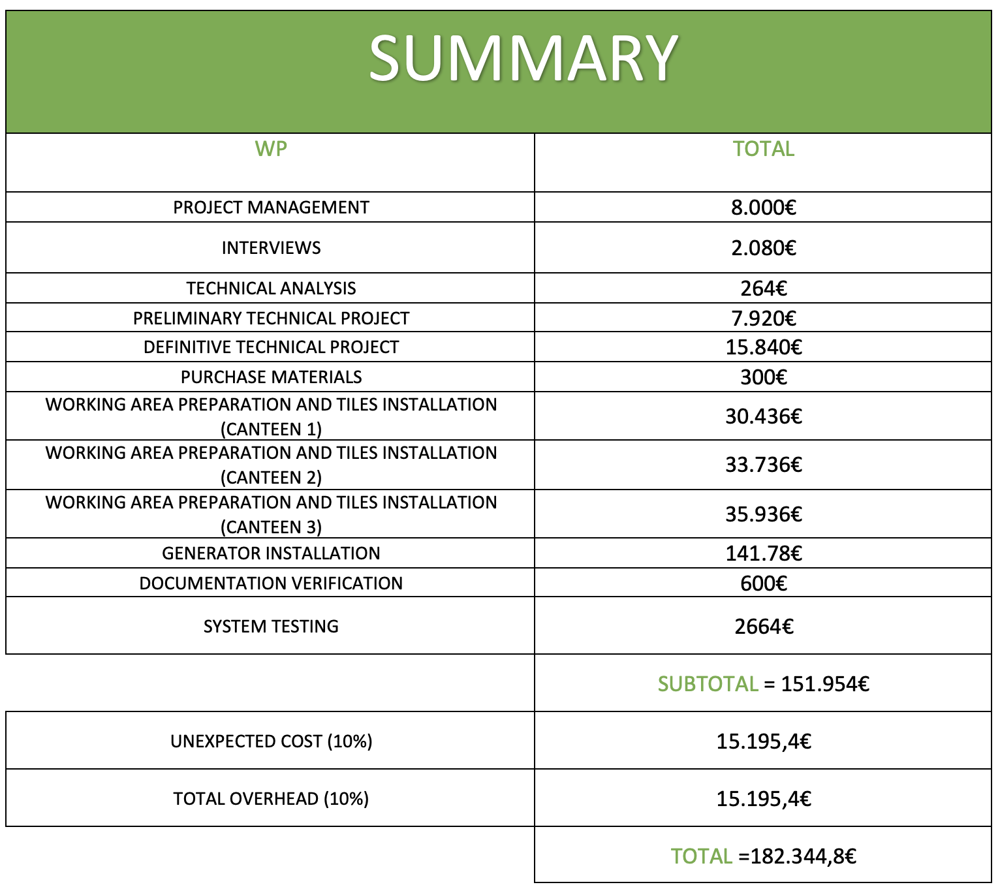 SUMMARY
WP TOTAL
PROJECT MANAGEMENT 8.000€
INTERVIEWS 2.080€
TECHNICAL ANALYSIS 264€
PRELIMINARY TECHNICAL PROJECT 7.920€
DEFINITIVE TECHNICAL PROJECT 15.840€
PURCHASE MATERIALS 300€
WORKING AREA PREPARATION AND TILES INSTALLATION
(CANTEEN 1) 30.436€
WORKING AREA PREPARATION AND TILES INSTALLATION
(CANTEEN 2) 33.736€
WORKING AREA PREPARATION AND TILES INSTALLATION
(CANTEEN 3) 35.936€
GENERATOR INSTALLATION 141.78€
DOCUMENTATION VERIFICATION 600€
SYSTEM TESTING 2664€
SUBTOTAL = 151.954€
UNEXPECTED COST (10%) 15.195,4€
TOTAL OVERHEAD (10%) 15.195,4€
TOTAL =182.344,8€